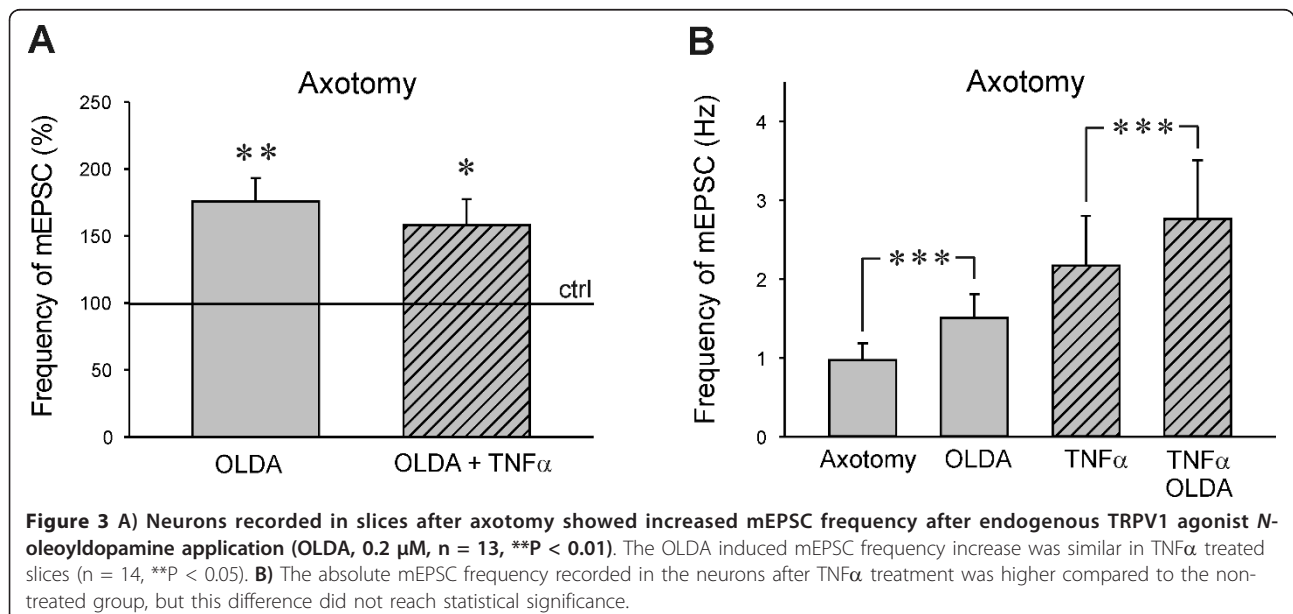 A
Axotomy
Frequency of mEPSC (%)
250
200
150
100
50
0
**
*
ctrl
OLDA
OLDA + TNFα
B
Axotomy
Frequency of mEPSC (Hz)
4
3
2
1
0
***
***
Axotomy
OLDA
TNFα
TNFα
OLDA
Figure 3 A) Neurons recorded in slices after axotomy showed increased mEPSC frequency after endogenous TRPV1 agonist N-
oleoyldopamine application (OLDA, 0.2 μM, n = 13, **P < 0.01). The OLDA induced mEPSC frequency increase was similar in TNFα treated
slices (n = 14, **P < 0.05). B) The absolute mEPSC frequency recorded in the neurons after TNFα treatment was higher compared to the non-
treated group, but this difference did not reach statistical significance.